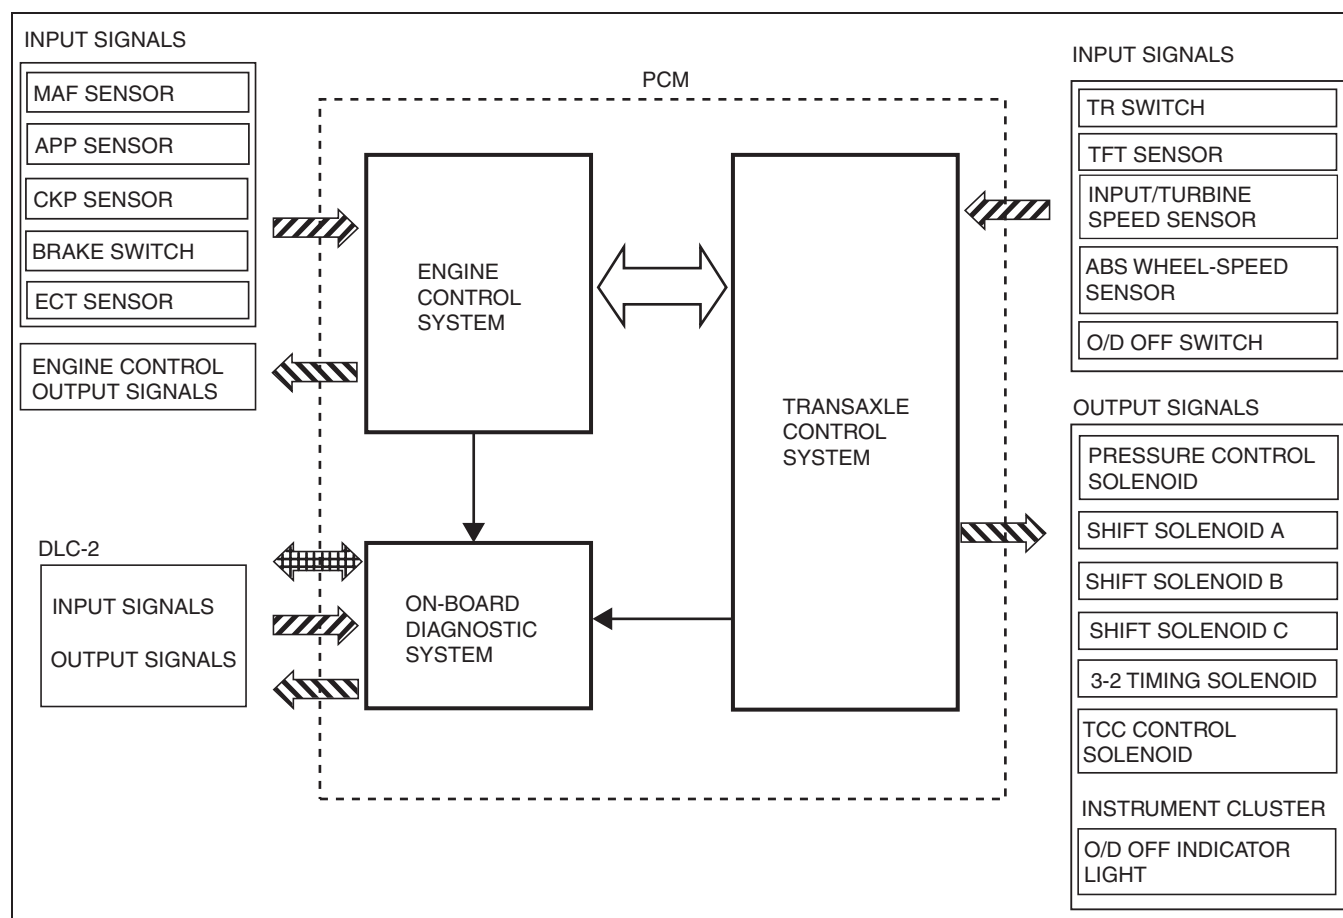 INPUT SIGNALS
MAF SENSOR
APP SENSOR
CKP SENSOR
BRAKE SWITCH
ECT SENSOR
ENGINE CONTROL
OUTPUT SIGNALS
DLC-2
INPUT SIGNALS
OUTPUT SIGNALS
PCM
ENGINE
CONTROL
SYSTEM
ON-BOARD
DIAGNOSTIC
SYSTEM
TRANSAXLE
CONTROL
SYSTEM
INPUT SIGNALS
TR SWITCH
TFT SENSOR
INPUT/TURBINE
SPEED SENSOR
ABS WHEEL-SPEED
SENSOR
O/D OFF SWITCH
OUTPUT SIGNALS
PRESSURE CONTROL
SOLENOID
SHIFT SOLENOID A
SHIFT SOLENOID B
SHIFT SOLENOID C
3-2 TIMING SOLENOID
TCC CONTROL
SOLENOID
INSTRUMENT CLUSTER
O/D OFF INDICATOR
LIGHT